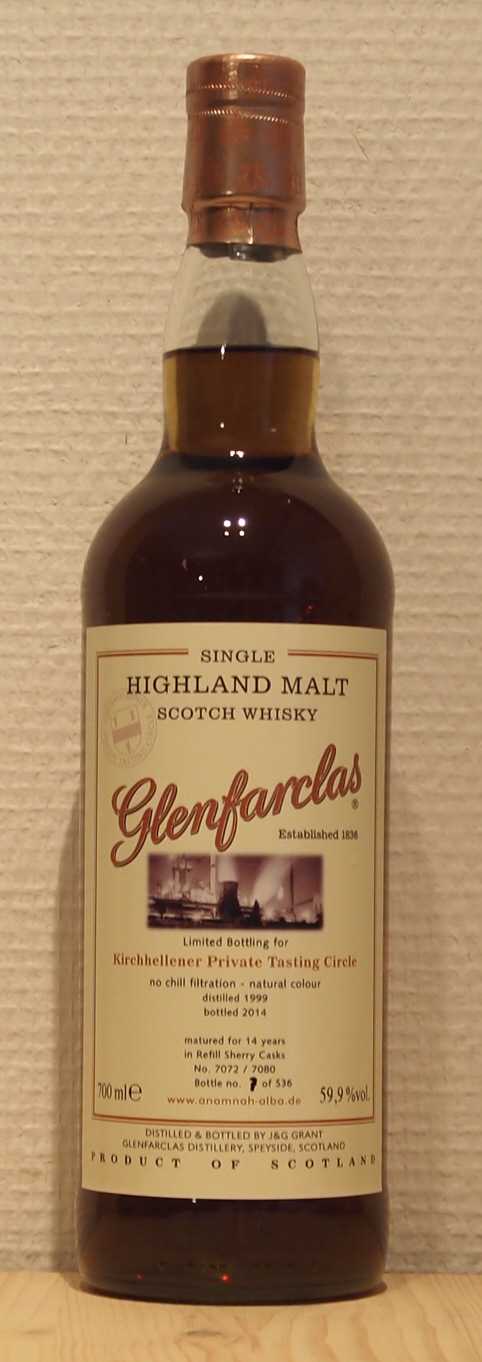 SINGLE
HIGHLAND MALT
SCOTCH WHISKY
Glenfarclas
®
Established 1836
Limited Bottling for
Kirchhellener Private Tasting Circle
no chill filtration - natural colour
distilled 1999
bottled 2014
matured for 14 years
in Refill Sherry Casks
No. 7072 / 7080
Bottle no. 7 of 536
700 ml e
www.anamnah-alba.de
59,9 %vol.
DISTILLED & BOTTLED BY J&G GRANT
GLENFARCLAS DISTILLERY, SPEYSIDE, SCOTLAND
PRODUCT OF SCOTLAND